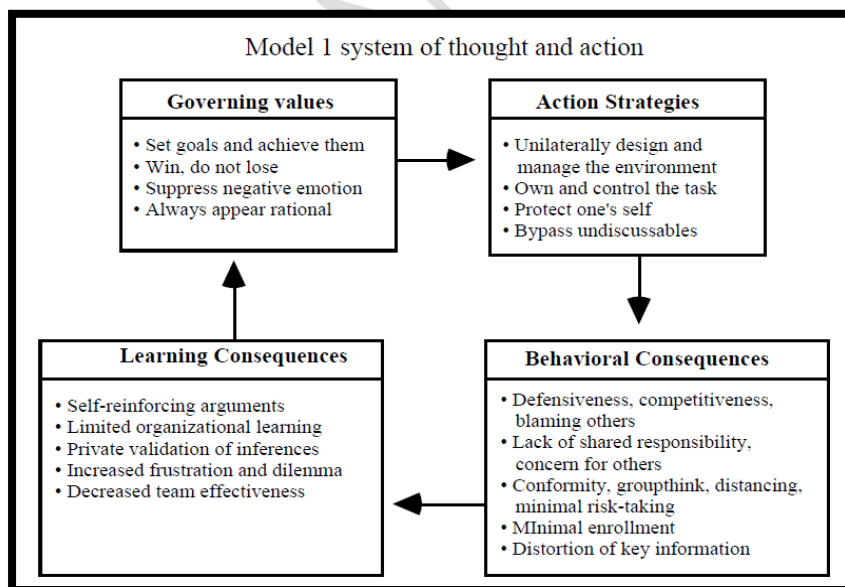 Model 1 system of thought and action
Governing values
• Set goals and achieve them
• Win, do not lose
• Suppress negative emotion
• Always appear rational
Action Strategies
• Unilaterally design and
manage the environment
• Own and control the task
• Protect one's self
• Bypass undiscussables
Learning Consequences
• Self-reinforcing arguments
• Limited organizational learning
• Private validation of inferences
• Increased frustration and dilemma
• Decreased team effectiveness
Behavioral Consequences
• Defensiveness, competitiveness,
blaming others
• Lack of shared responsibility,
concern for others
• Conformity, groupthink, distancing,
minimal risk-taking
• MInimal enrollment
• Distortion of key information